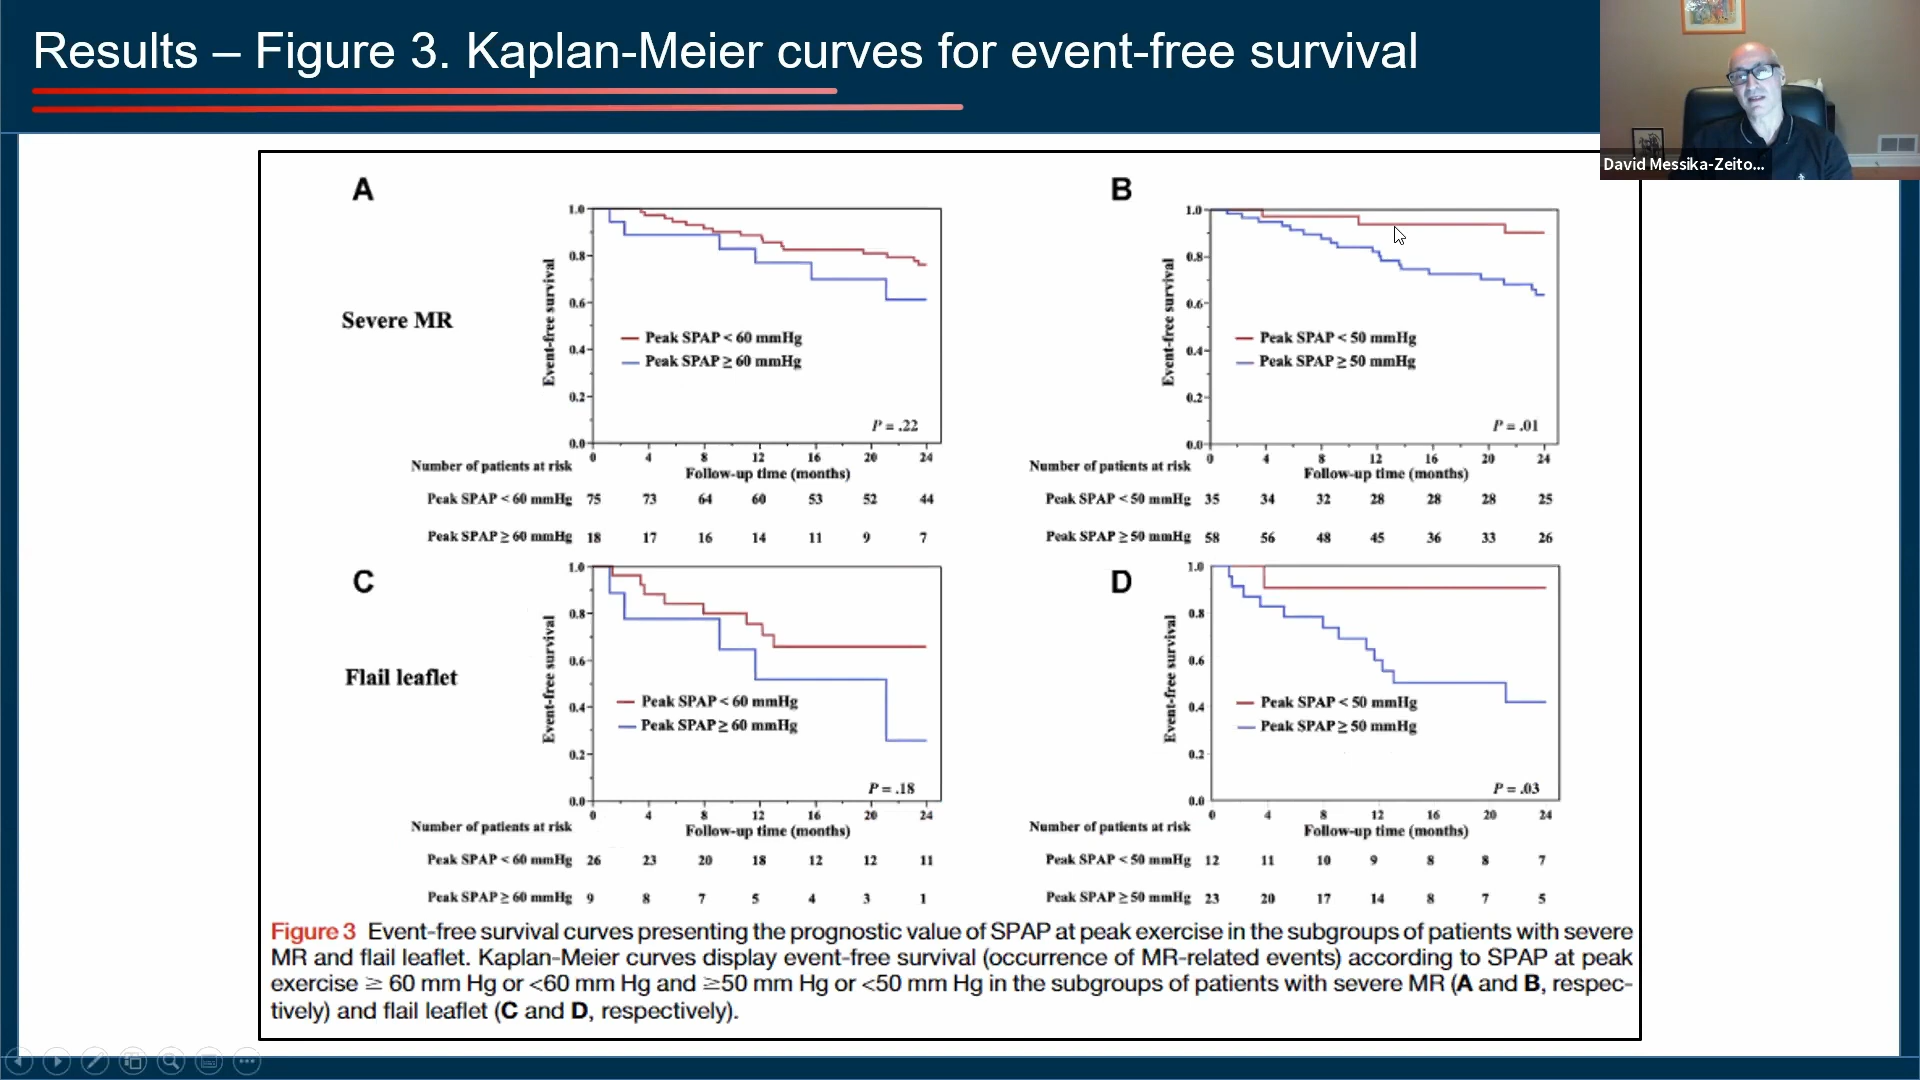 Results – Figure 3. Kaplan-Meier curves for event-free survival
David Messika-Zeito...
A
Severe MR
Event-free survival
1.0
0.8
0.6
0.4
0.2
0.0
Peak SPAP < 60 mmHg
Peak SPAP ≥ 60 mmHg
P = .22
0 4 8 12 16 20 24
Number of patients at risk
Follow-up time (months)
Peak SPAP < 60 mmHg 75 73 64 60 53 52 44
Peak SPAP ≥ 60 mmHg 18 17 16 14 11 9 7
B
Event-free survival
1.0
0.8
0.6
0.4
0.2
0.0
Peak SPAP < 50 mmHg
Peak SPAP ≥ 50 mmHg
P = .01
0 4 8 12 16 20 24
Number of patients at risk
Follow-up time (months)
Peak SPAP < 50 mmHg 35 34 32 28 28 28 25
Peak SPAP ≥ 50 mmHg 58 56 48 45 36 33 26
C
Flail leaflet
Event-free survival
1.0
0.8
0.6
0.4
0.2
0.0
Peak SPAP < 60 mmHg
Peak SPAP ≥ 60 mmHg
P = .18
0 4 8 12 16 20 24
Number of patients at risk
Follow-up time (months)
Peak SPAP < 60 mmHg 26 23 20 18 12 12 11
Peak SPAP ≥ 60 mmHg 9 8 7 5 4 3 1
D
Event-free survival
1.0
0.8
0.6
0.4
0.2
0.0
Peak SPAP < 50 mmHg
Peak SPAP ≥ 50 mmHg
P = .03
0 4 8 12 16 20 24
Number of patients at risk
Follow-up time (months)
Peak SPAP < 50 mmHg 12 11 10 9 8 8 7
Peak SPAP ≥ 50 mmHg 23 20 17 14 8 7 5
Figure 3 Event-free survival curves presenting the prognostic value of SPAP at peak exercise in the subgroups of patients with severe
MR and flail leaflet. Kaplan-Meier curves display event-free survival (occurrence of MR-related events) according to SPAP at peak
exercise ≥ 60 mm Hg or <60 mm Hg and ≥50 mm Hg or <50 mm Hg in the subgroups of patients with severe MR (A and B, respec-
tively) and flail leaflet (C and D, respectively).